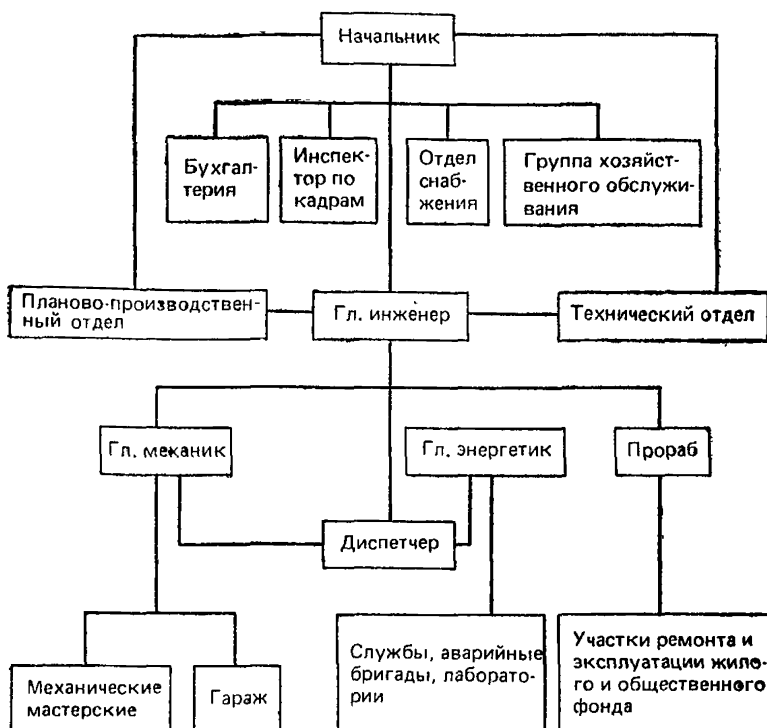 Начальник
Бухгал-
терия
Инспек-
тор по
кадрам
Отдел
снаб-
жения
Группа хозяйст-
венного обслужи-
вания
Планово-производствен-
ный отдел
Гл. инженер
Технический отдел
Гл. механик
Гл. энергетик
Прораб
Диспетчер
Механические
мастерские
Гараж
Службы, аварийные
бригады, лаборато-
рии
Участки ремонта и
эксплуатации жило-
го и общественного
фонда